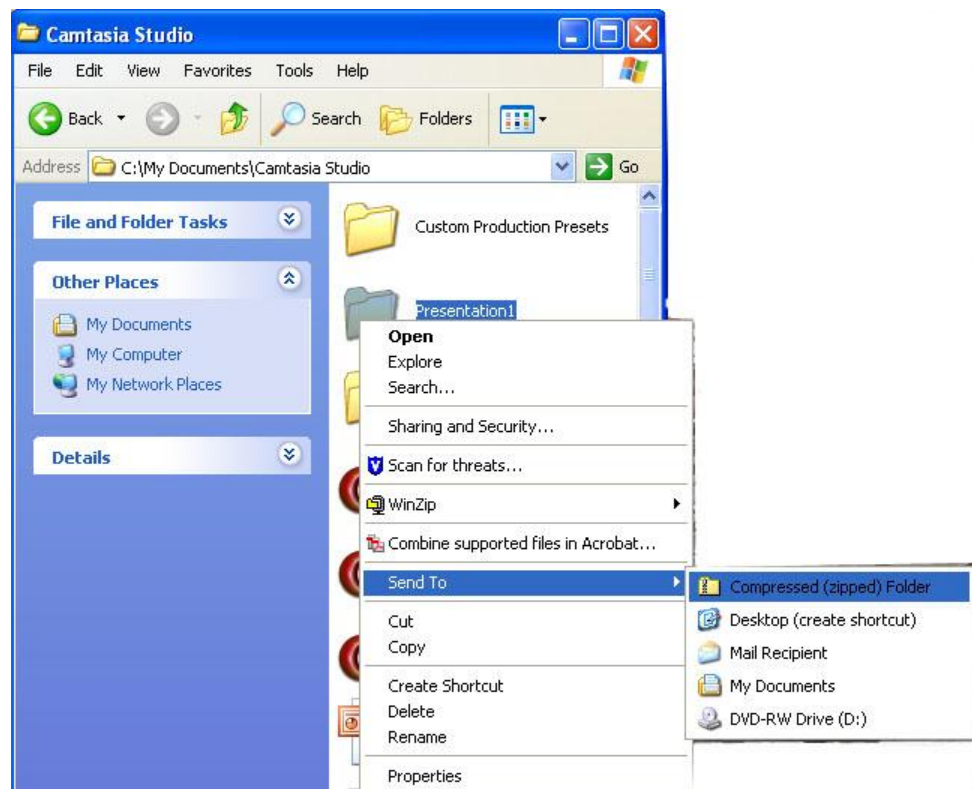 Camtasia Studio
File Edit View Favorites Tools Help
Back Search Folders
Address C:\My Documents\Camtasia Studio Go
File and Folder Tasks
Other Places
My Documents
My Computer
My Network Places
Details
Custom Production Presets
Presentation1
Open
Explore
Search...
Sharing and Security...
Scan for threats...
WinZip
Combine supported files in Acrobat...
Send To
Cut
Copy
Create Shortcut
Delete
Rename
Properties
Compressed (zipped) Folder
Desktop (create shortcut)
Mail Recipient
My Documents
DVD-RW Drive (D:)